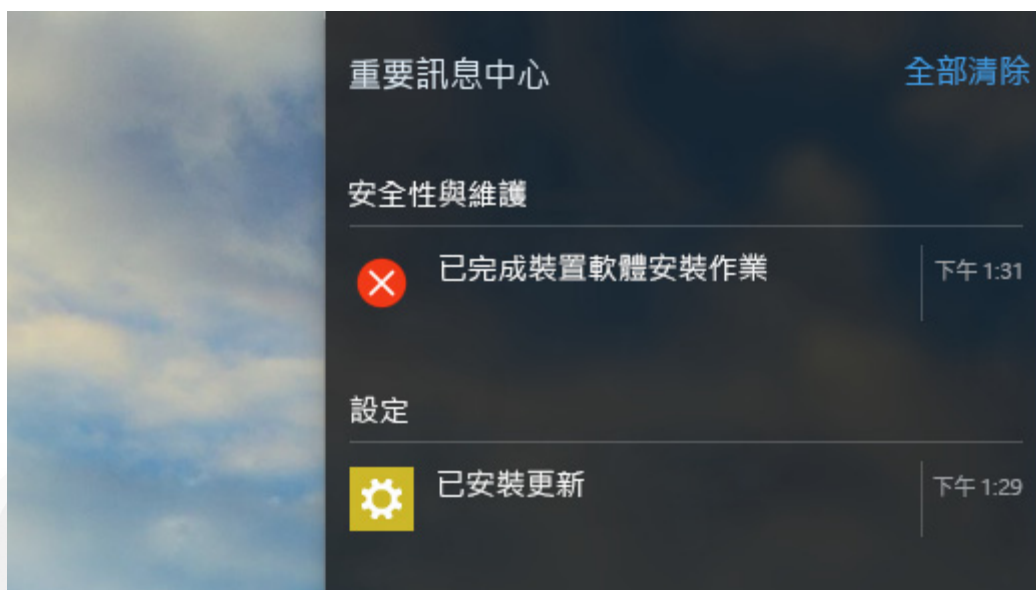 重要訊息中心 全部清除
安全性與維護
已完成裝置軟體安裝作業 下午 1:31
設定
已安裝更新 下午 1:29